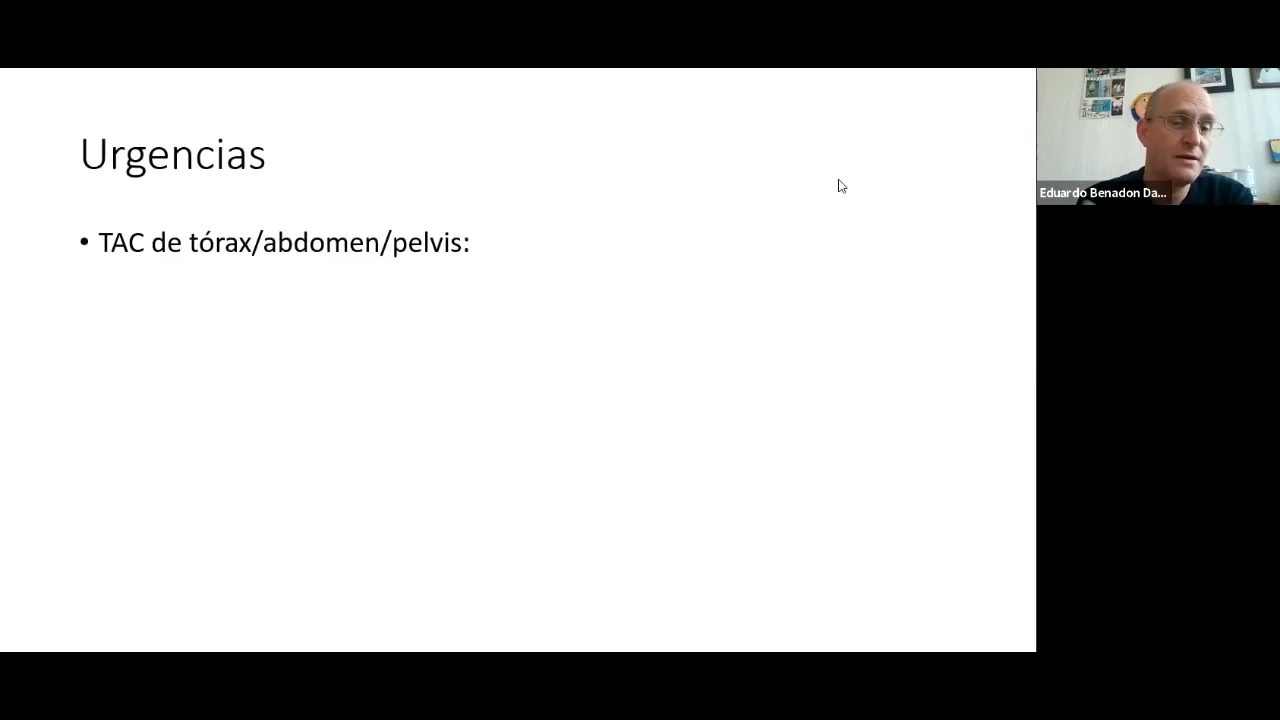 Urgencias
• TAC de tórax/abdomen/pelvis:
Eduardo Benadon Da...